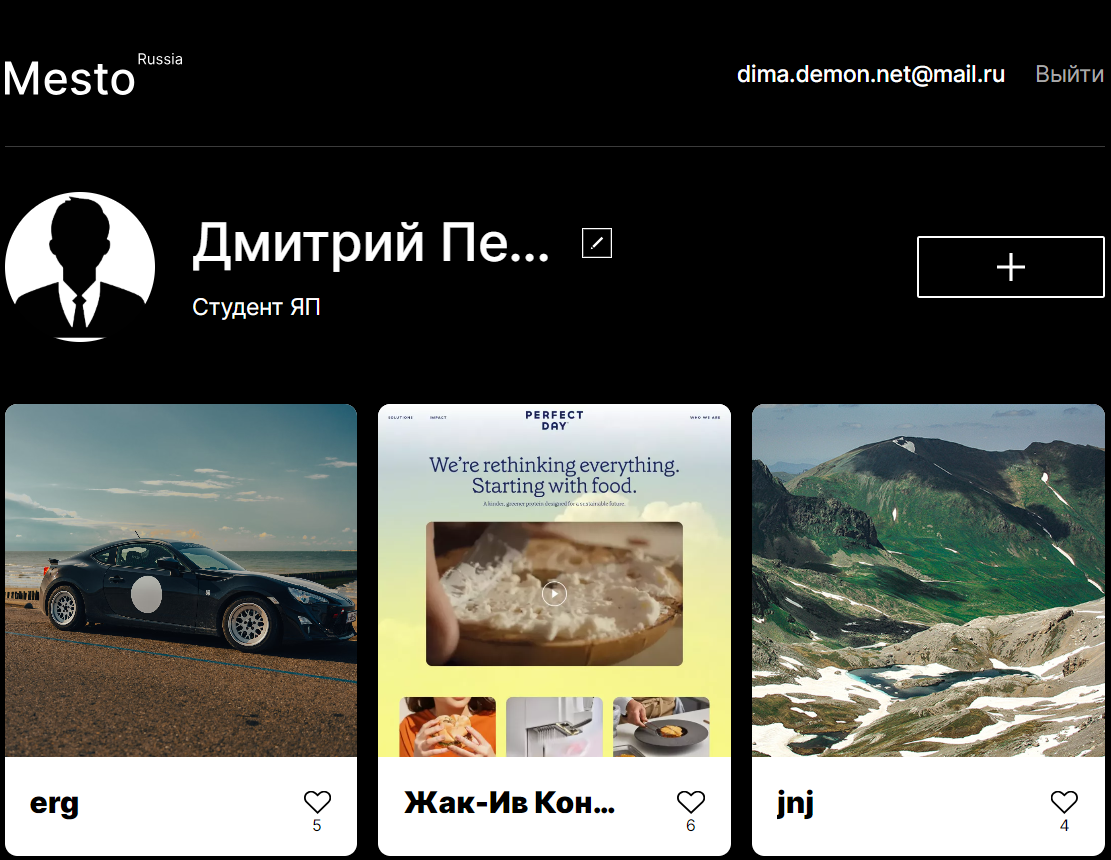 Mesto Russia
dima.demon.net@mail.ru Выйти
Дмитрий Пе...
Студент ЯП
SOLUTIONS IMPACT PERFECT DAY WHO WE ARE
We're rethinking everything.
Starting with food.
A kinder, greener protein designed for a sustainable future.
erg
5
Жак-Ив Кон...
6
jnj
4